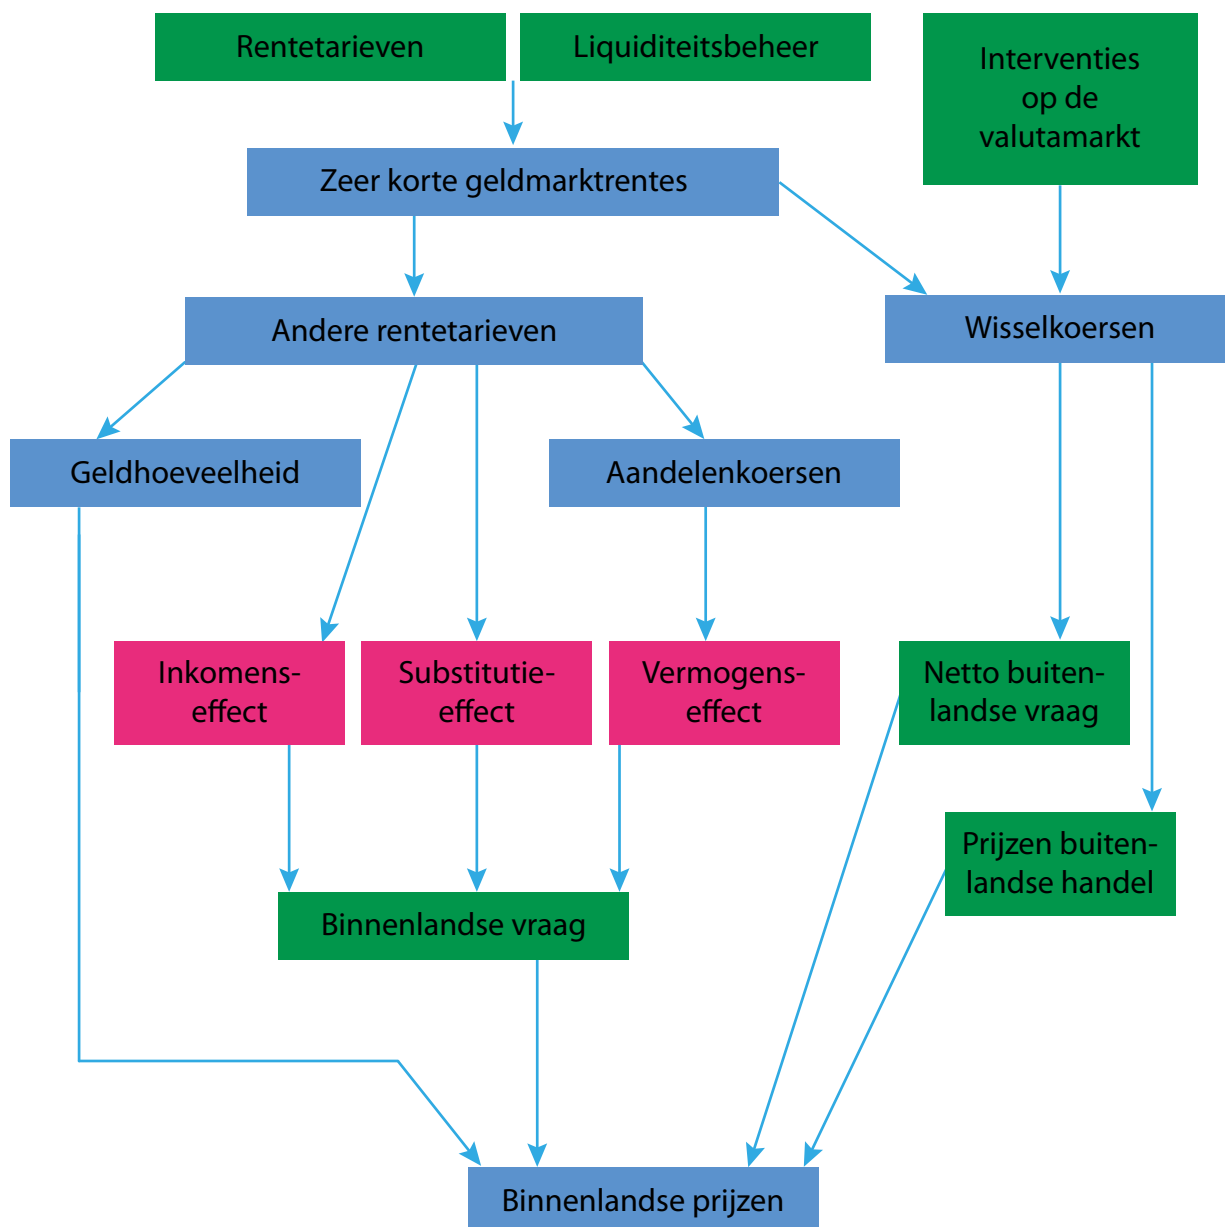 Rentetarieven
Liquiditeitsbeheer
Interventies
op de
valutamarkt
Zeer korte geldmarktrentes
Andere rentetarieven
Wisselkoersen
Geldhoeveelheid
Aandelenkoersen
Inkomens-
effect
Substitutie-
effect
Vermogens-
effect
Netto buiten-
landse vraag
Prijzen buiten-
landse handel
Binnenlandse vraag
Binnenlandse prijzen